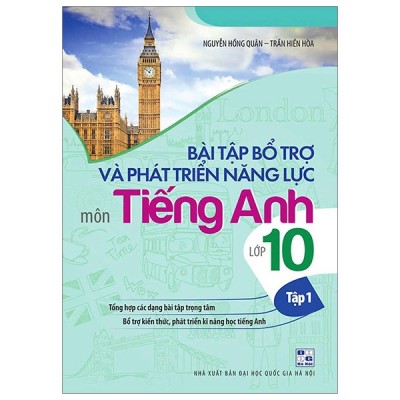 NGUYỄN HỒNG QUÂN – TRẦN HIỀN HÒA
London
BÀI TẬP BỔ TRỢ
VÀ PHÁT TRIỂN NĂNG LỰC
môn Tiếng Anh
LỚP 10
Tập 1
Tổng hợp các dạng bài tập trọng tâm
Bổ trợ kiến thức, phát triển kĩ năng học tiếng Anh
NHÀ XUẤT BẢN ĐẠI HỌC QUỐC GIA HÀ NỘI